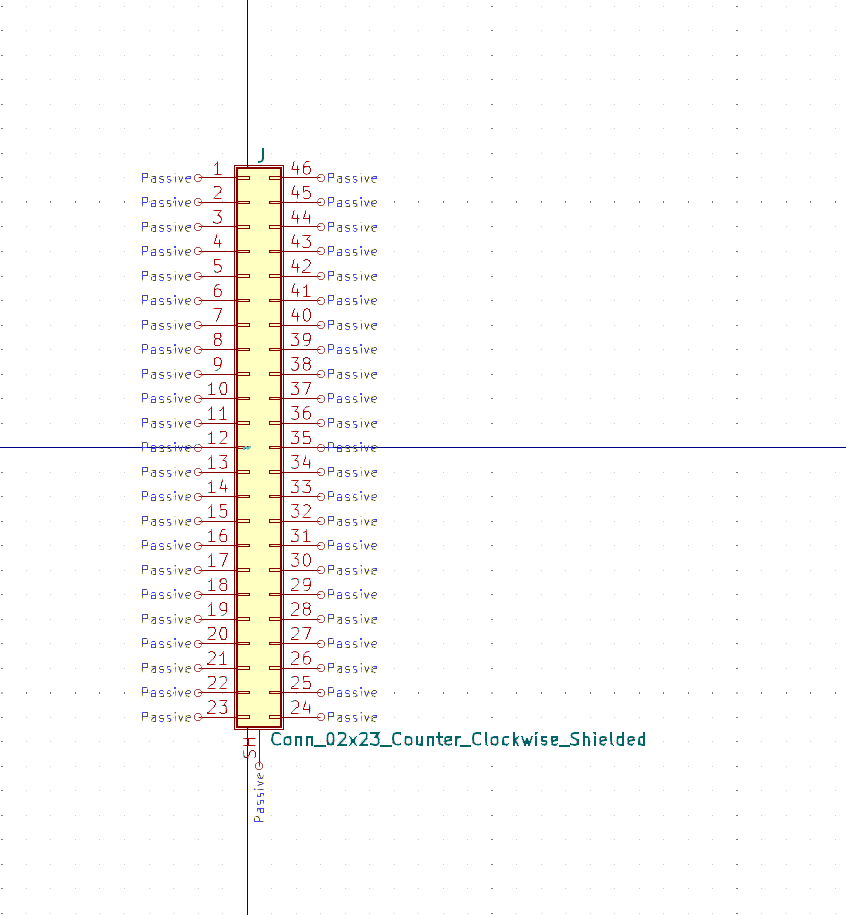 J
Passive 1 46 Passive
Passive 2 45 Passive
Passive 3 44 Passive
Passive 4 43 Passive
Passive 5 42 Passive
Passive 6 41 Passive
Passive 7 40 Passive
Passive 8 39 Passive
Passive 9 38 Passive
Passive 10 37 Passive
Passive 11 36 Passive
Passive 12 35 Passive
Passive 13 34 Passive
Passive 14 33 Passive
Passive 15 32 Passive
Passive 16 31 Passive
Passive 17 30 Passive
Passive 18 29 Passive
Passive 19 28 Passive
Passive 20 27 Passive
Passive 21 26 Passive
Passive 22 25 Passive
Passive 23 24 Passive
SH Conn_02x23_Counter_Clockwise_Shielded
Passive